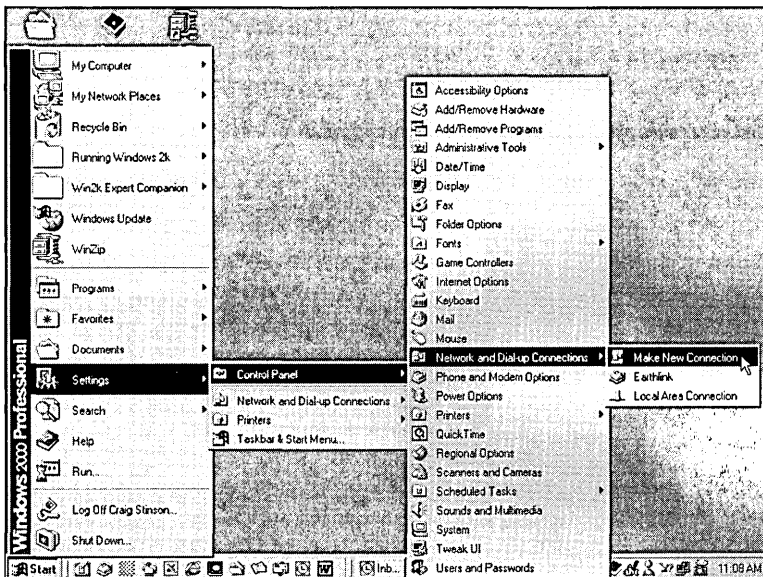 My Computer
My Network Places
Recycle Bin
Running Windows 2k
Win2k Expert Companion
Windows Update
WinZip
Programs
Favorites
Documents
Settings
Search
Help
Run...
Log Off Craig Stinson...
Shut Down...
Windows 2000 Professional
Control Panel
Network and Dial-up Connections
Printers
Taskbar & Start Menu...
Accessibility Options
Add/Remove Hardware
Add/Remove Programs
Administrative Tools
Date/Time
Display
Fax
Folder Options
Fonts
Game Controllers
Internet Options
Keyboard
Mail
Mouse
Network and Dial-up Connections
Phone and Modem Options
Power Options
Printers
QuickTime
Regional Options
Scanners and Cameras
Scheduled Tasks
Sounds and Multimedia
System
Tweak UI
Users and Passwords
Make New Connection
Earthlink
Local Area Connection
Start
Inb...
11:08 AM